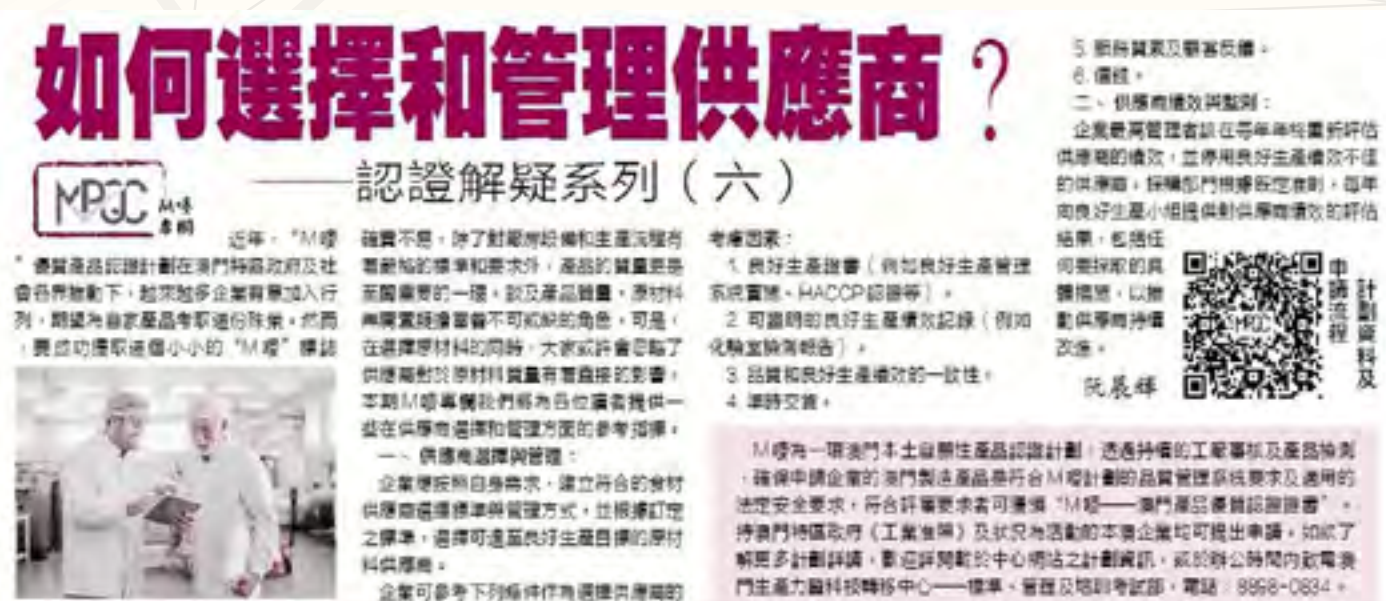 如何選擇和管理供應商？
——認證解疑系列（六）
MPQC
近年，“M嘜
”優質產品認證計劃在澳門特區政府及社
會各界推動下，越來越多企業有意加入行
列，期望為自家產品考取這份殊榮。然而
，要成功獲取這個小小的“M嘜”標誌
確實不易，除了對廠房設備和生產流程有
着嚴格的標準和要求外，產品的質量更是
至關重要的一環。談及產品質量，原材料
無疑擔當着不可或缺的角色。可是，
在選擇原材料的同時，大家或許會忽略了
供應商對於原材料質量有着直接的影響。
本期M嘜專欄我們將為各位讀者提供一
些在供應商選擇和管理方面的參考指標。
一、供應商選擇與管理：
企業應按照自身需求，建立符合的食材
供應商選擇標準與管理方式，並根據訂定
之標準，選擇可達至良好生產目標的原材
料供應商。
企業可參考下列條件作為選擇供應商的
考慮因素：
1. 良好生產證書（例如良好生產管理
系統實施、HACCP認證等）。
2. 可證明的良好生產績效記錄（例如
化驗室檢測報告）。
3. 品質和良好生產績效的一致性。
4. 準時交貨。
5. 服務質素及顧客反饋。
6. 價錢。
二、供應商績效與監測：
企業最高管理者該在每年年終重新評估
供應商的績效，並停用良好生產績效不佳
的供應商。採購部門根據既定準則，每年
向良好生產小組提供對供應商績效的評估
結果，包括任
何要採取的具
體措施，以推
動供應商持續
改進。
阮晨輝
計劃資料及
申請流程
M嘜為一項澳門本土自願性產品認證計劃，透過持續的工廠審核及產品檢測
，確保申請企業的澳門製造產品是符合M嘜計劃的品質管理系統要求及適用的
法定安全要求，符合評審要求者可獲頒“M嘜——澳門產品優質認證證書”。
持澳門特區政府《工業准照》及狀況為活動的本澳企業均可提出申請。如欲了
解更多計劃詳請，歡迎詳閱載於中心網站之計劃資訊，或於辦公時間內致電澳
門生產力暨科技轉移中心——標準、管理及培訓考試部，電話：8898-0834。